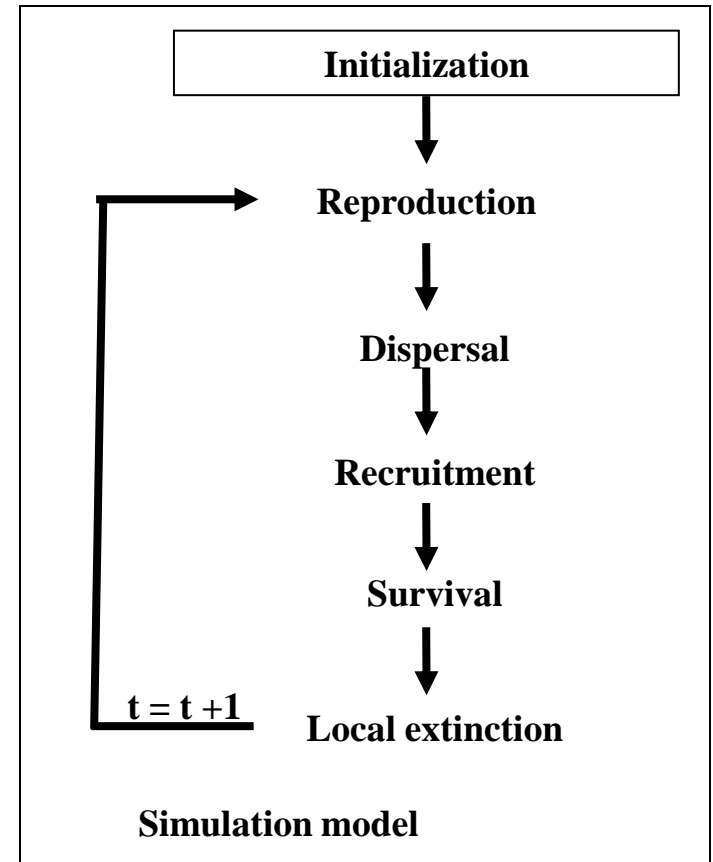 Initialization
Reproduction
Dispersal
Recruitment
Survival
t = t +1
Local extinction
Simulation model